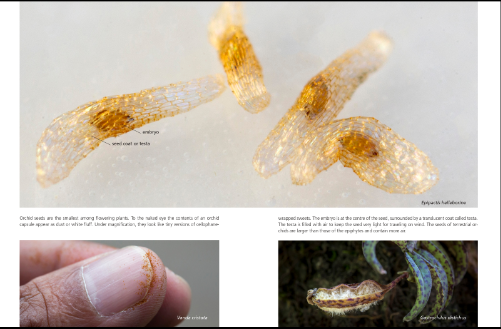 embryo
seed coat or testa
Epipactis helleborine
Orchid seeds are the smallest among flowering plants. To the naked eye the contents of an orchid
capsule appear as dust or white fluff. Under magnification, they look like tiny versions of cellophane-
wrapped sweets. The embryo is at the centre of the seed, surrounded by a translucent coat called testa.
The testa is filled with air to keep the seed very light for traveling on wind. The seeds of terrestrial or-
chids are larger than those of the epiphytes and contain more air.
Vanda cristata